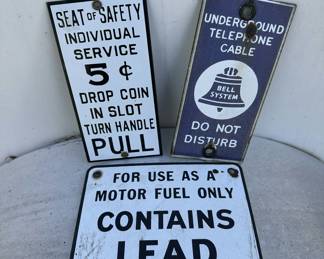 SEAT OF SAFETY
INDIVIDUAL
SERVICE
5 ¢
DROP COIN
IN SLOT
TURN HANDLE
PULL
UNDERGROUND
TELEPHONE
CABLE
BELL
SYSTEM
DO NOT
DISTURB
FOR USE AS A
MOTOR FUEL ONLY
CONTAINS
LEAD